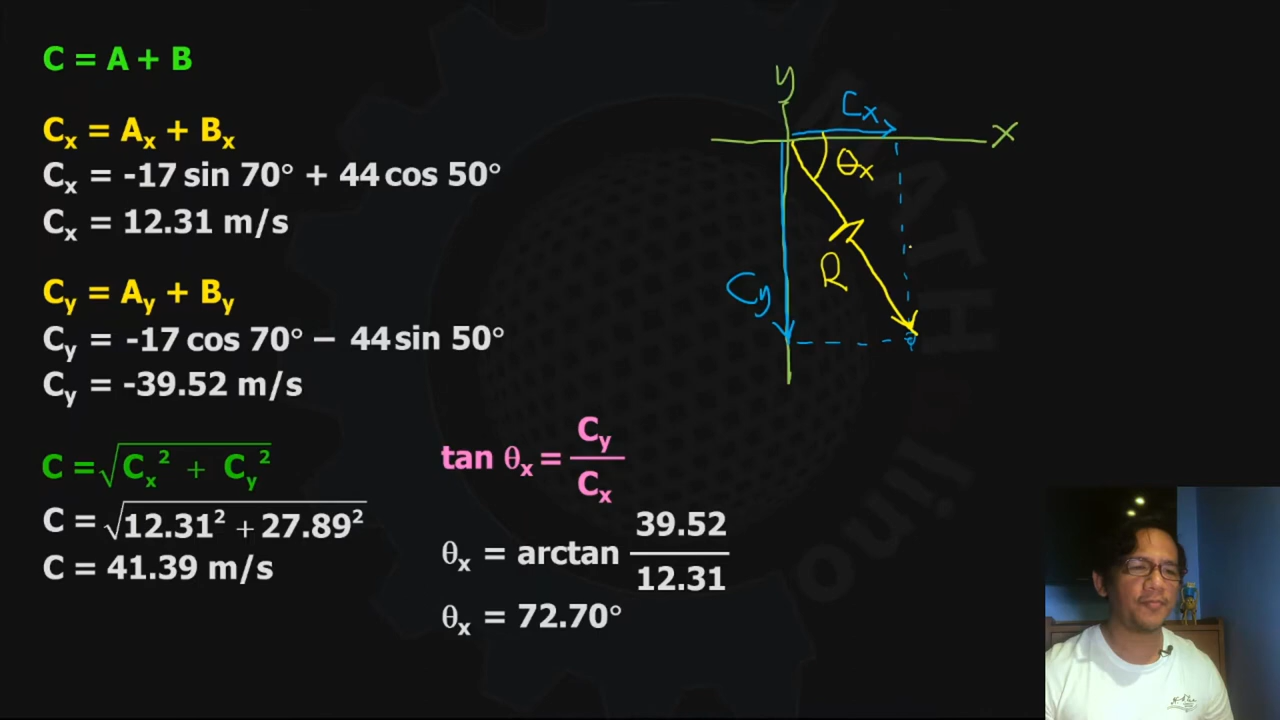 C = A + B
Cx = Ax + Bx
Cx = -17 sin 70° + 44 cos 50°
Cx = 12.31 m/s
Cy = Ay + By
Cy = -17 cos 70° − 44 sin 50°
Cy = -39.52 m/s
C = √(Cx² + Cy²)
C = √(12.31² + 27.89²)
C = 41.39 m/s
tan θx = Cy/Cx
θx = arctan 39.52/12.31
θx = 72.70°
y
Cx
x
θx
R
Cy